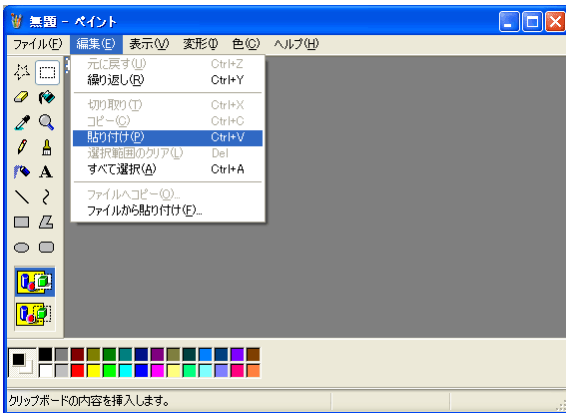 無題 - ペイント
ファイル(F) 編集(E) 表示(V) 変形(I) 色(C) ヘルプ(H)
元に戻す(U) Ctrl+Z
繰り返し(R) Ctrl+Y
切り取り(T) Ctrl+X
コピー(C) Ctrl+C
貼り付け(P) Ctrl+V
選択範囲のクリア(L) Del
すべて選択(A) Ctrl+A
ファイルへコピー(O)...
ファイルから貼り付け(F)...
A
クリップボードの内容を挿入します。